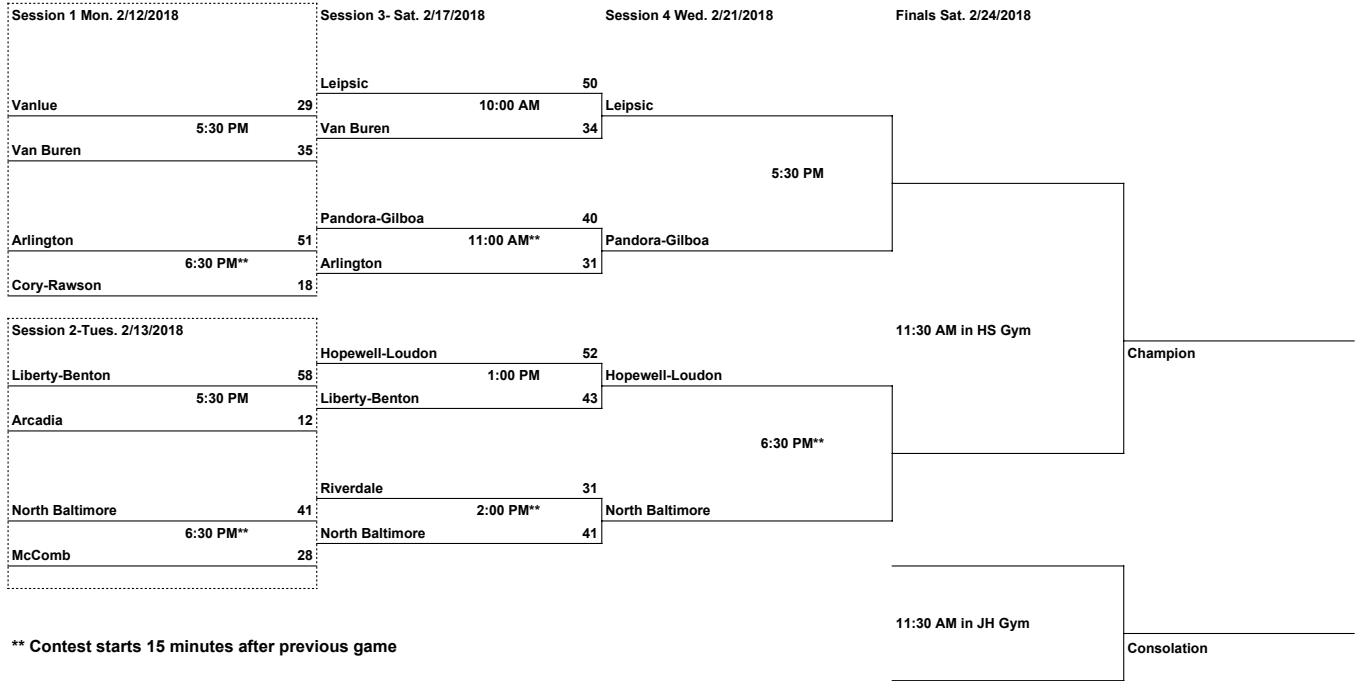 Session 1 Mon. 2/12/2018 Session 3- Sat. 2/17/2018 Session 4 Wed. 2/21/2018 Finals Sat. 2/24/2018
Leipsic 50
Vanlue 29 10:00 AM Leipsic
5:30 PM Van Buren 34
Van Buren 35
5:30 PM
Pandora-Gilboa 40
Arlington 51 11:00 AM** Pandora-Gilboa
6:30 PM** Arlington 31
Cory-Rawson 18
Session 2-Tues. 2/13/2018 11:30 AM in HS Gym
Hopewell-Loudon 52 Champion
Liberty-Benton 58 1:00 PM Hopewell-Loudon
5:30 PM Liberty-Benton 43
Arcadia 12
6:30 PM**
Riverdale 31
North Baltimore 41 2:00 PM** North Baltimore
6:30 PM** North Baltimore 41
McComb 28
11:30 AM in JH Gym
** Contest starts 15 minutes after previous game Consolation